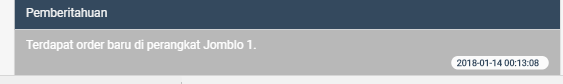 Pemberitahuan
Terdapat order baru di perangkat Jomblo 1.
2018-01-14 00:13:08